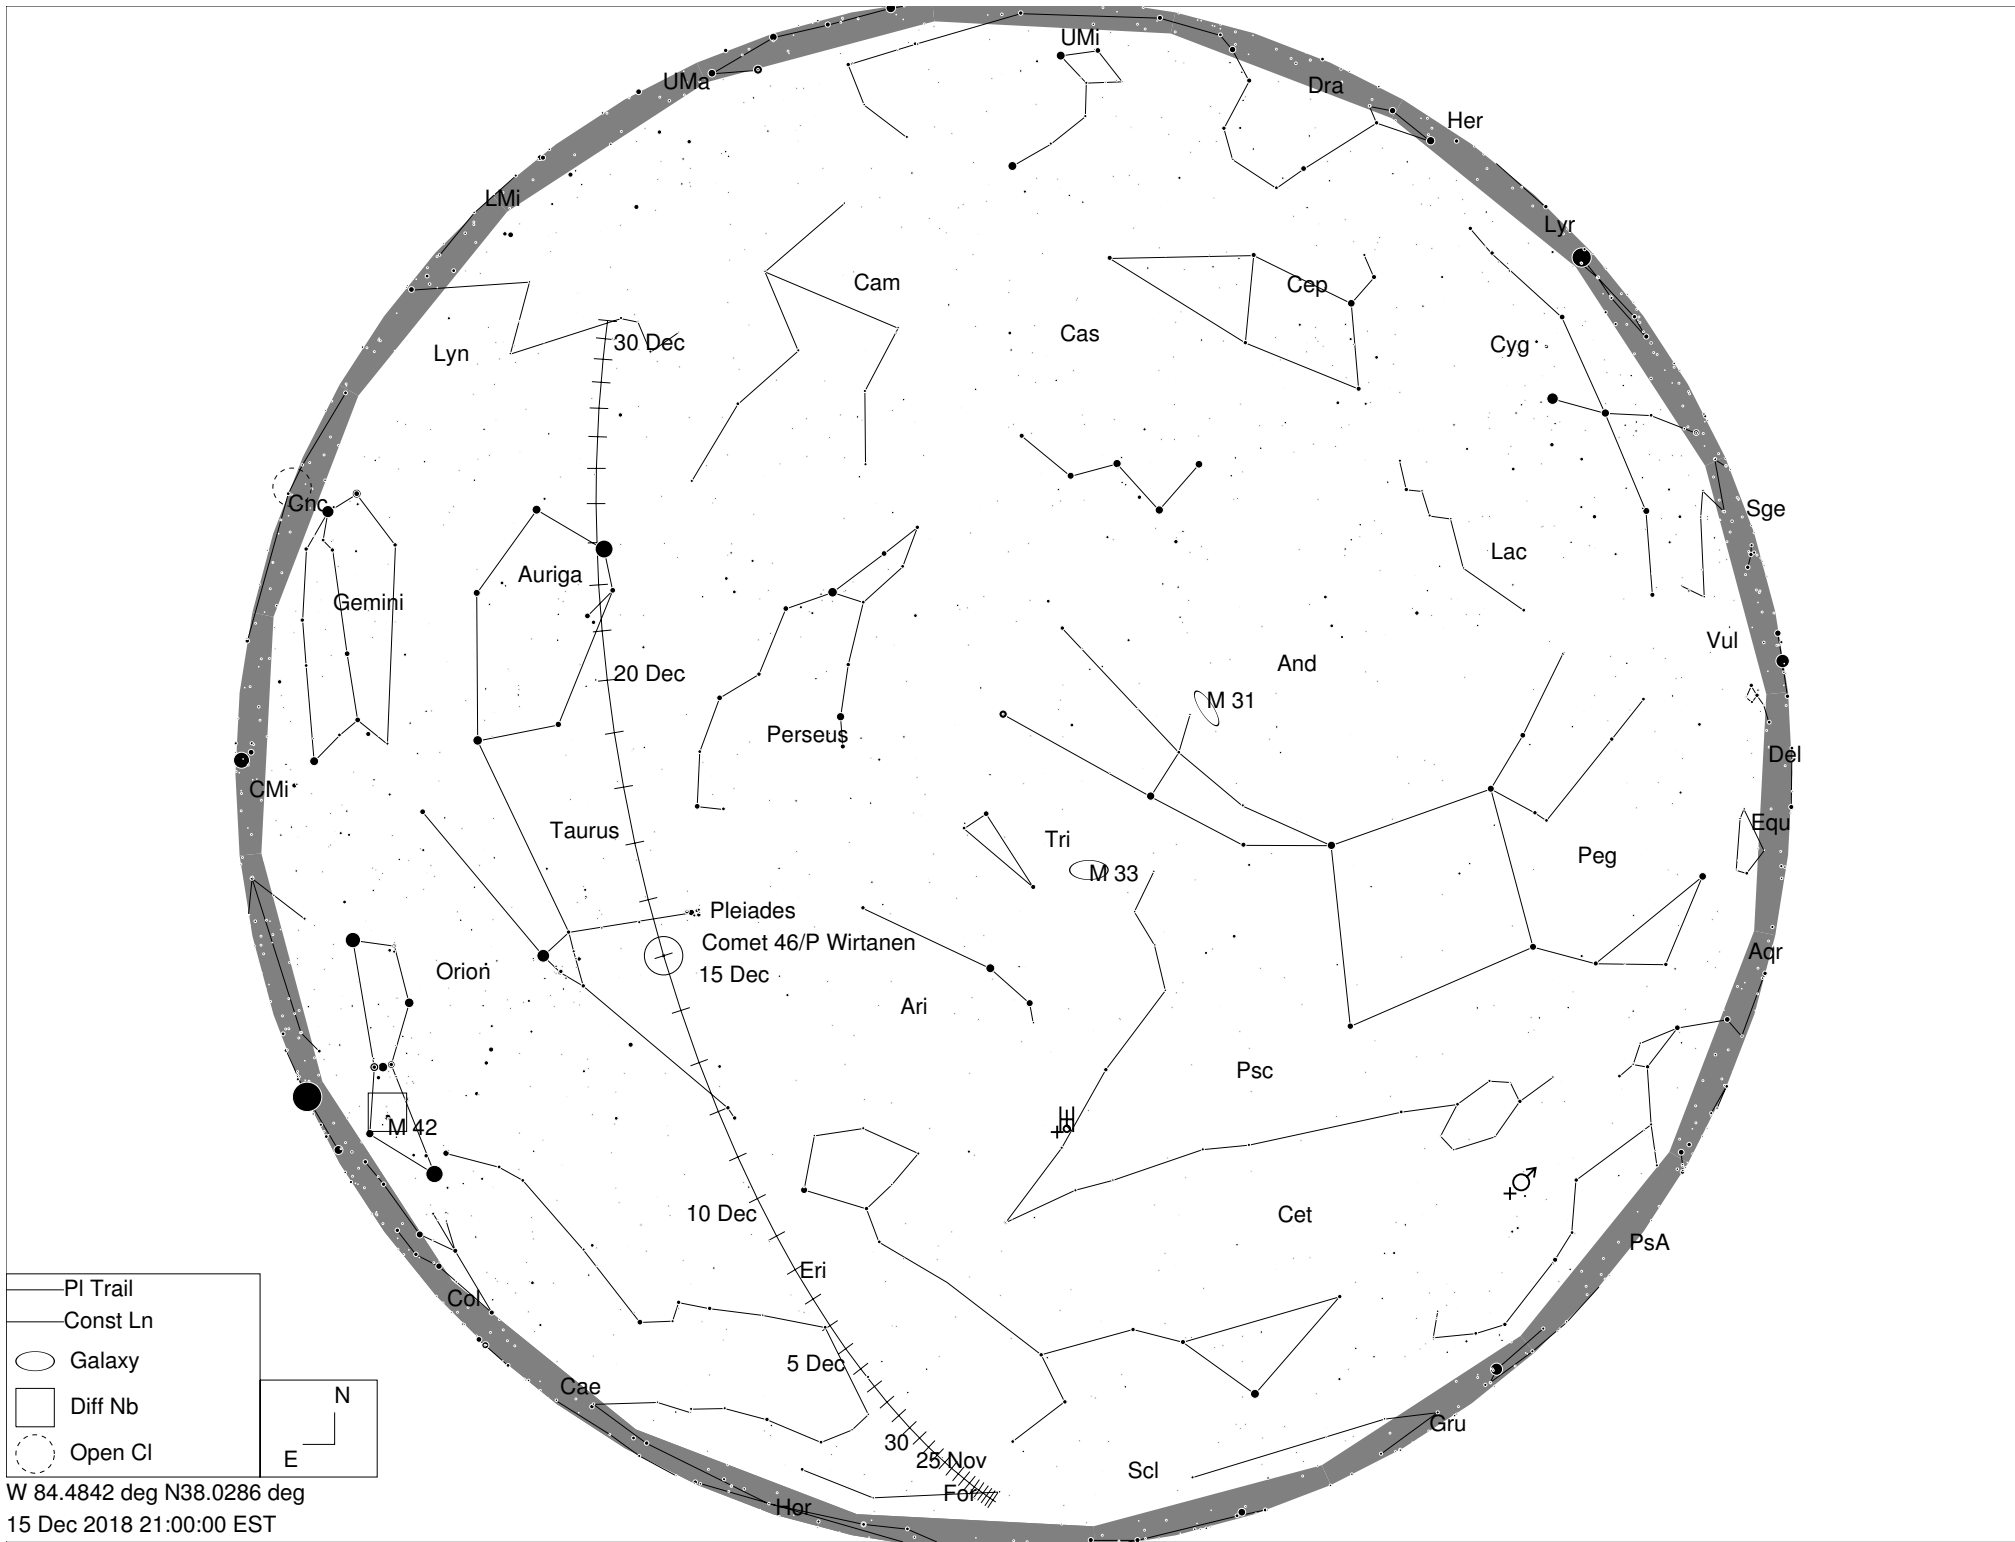 UMi
UMa
Dra
Her
LMi
Lyr
Cam
Cep
Cas
30 Dec
Lyn
Cyg
Cnc
Sge
Lac
Auriga
Gemini
Vul
And
20 Dec
M 31
Perseus
Del
CMi
Equ
Taurus
Tri
Peg
M 33
Pleiades
Comet 46/P Wirtanen
Aqr
Orion
15 Dec
Ari
Psc
M 42
10 Dec
Cet
PsA
Eri
Pl Trail
Col
Const Ln
Galaxy
5 Dec
Cae
N
Diff Nb
Gru
30
Open Cl
E
25 Nov
Scl
W 84.4842 deg N38.0286 deg
For
Hor
15 Dec 2018 21:00:00 EST